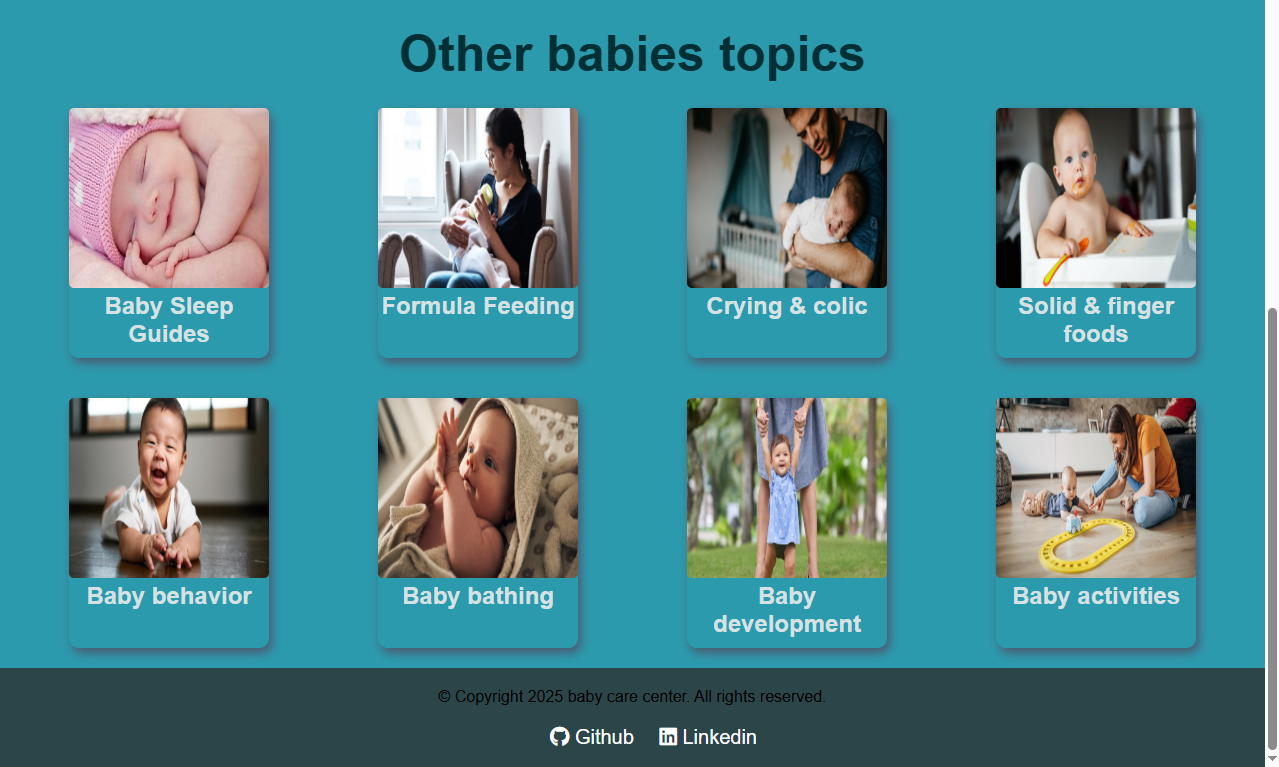 Other babies topics
Baby Sleep
Guides
Formula Feeding
Crying & colic
Solid & finger
foods
Baby behavior
Baby bathing
Baby
development
Baby activities
© Copyright 2025 baby care center. All rights reserved.
Github
Linkedin